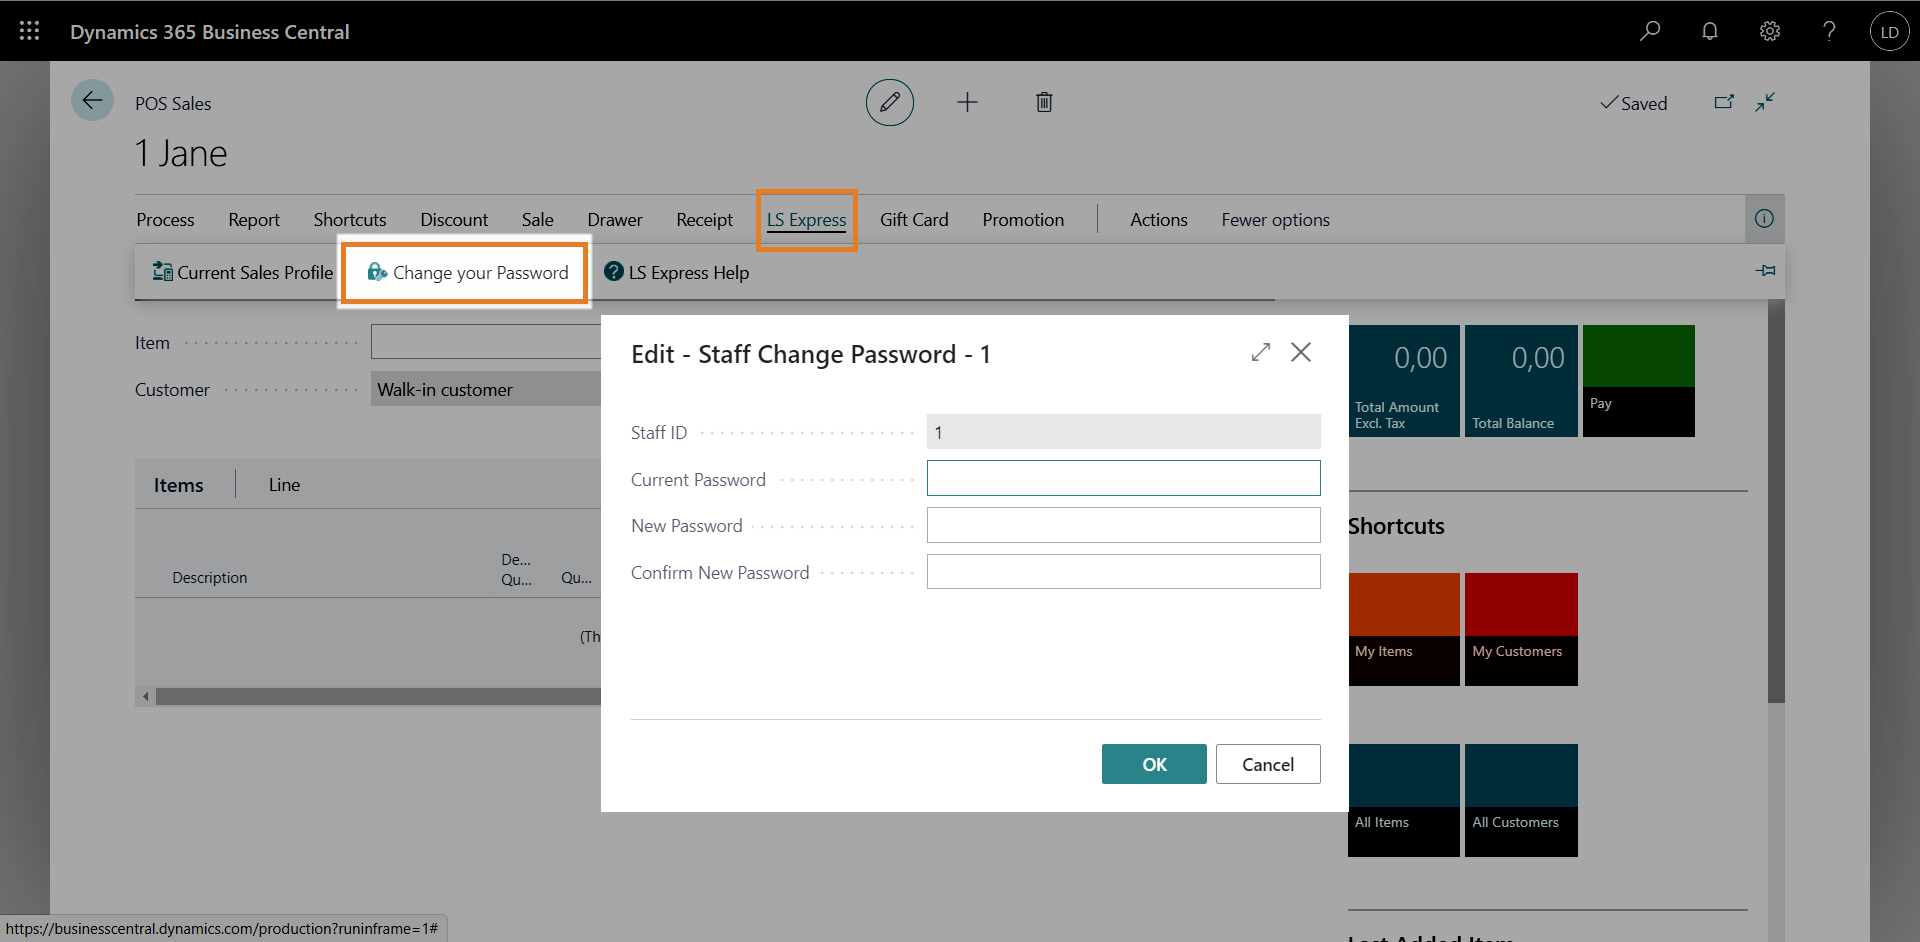 Dynamics 365 Business Central
LD
POS Sales
Saved
1 Jane
Process Report Shortcuts Discount Sale Drawer Receipt LS Express Gift Card Promotion Actions Fewer options
Current Sales Profile Change your Password LS Express Help
Item
Customer Walk-in customer
Items Line
Description De... Qu... Qu...
(Th
Edit - Staff Change Password - 1
Staff ID 1
Current Password
New Password
Confirm New Password
OK Cancel
0,00
Total Amount
Excl. Tax
0,00
Total Balance
Pay
Shortcuts
My Items My Customers
All Items All Customers
Last Added Item
https://businesscentral.dynamics.com/production?runinframe=1#